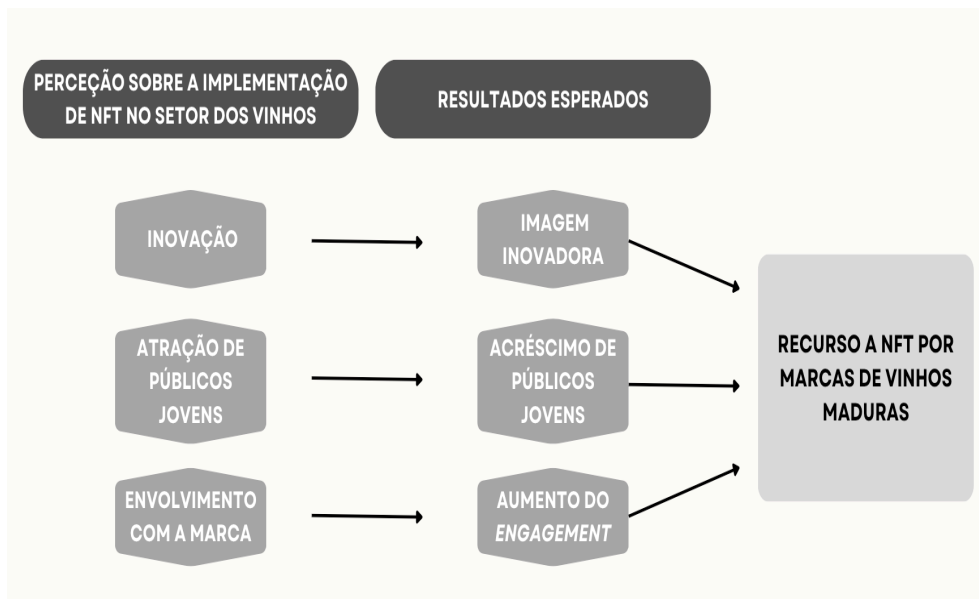 PERCEÇÃO SOBRE A IMPLEMENTAÇÃO
DE NFT NO SETOR DOS VINHOS
RESULTADOS ESPERADOS
INOVAÇÃO
IMAGEM
INOVADORA
ATRAÇÃO DE
PÚBLICOS
JOVENS
ACRÉSCIMO DE
PÚBLICOS
JOVENS
ENVOLVIMENTO
COM A MARCA
AUMENTO DO
ENGAGEMENT
RECURSO A NFT POR
MARCAS DE VINHOS
MADURAS